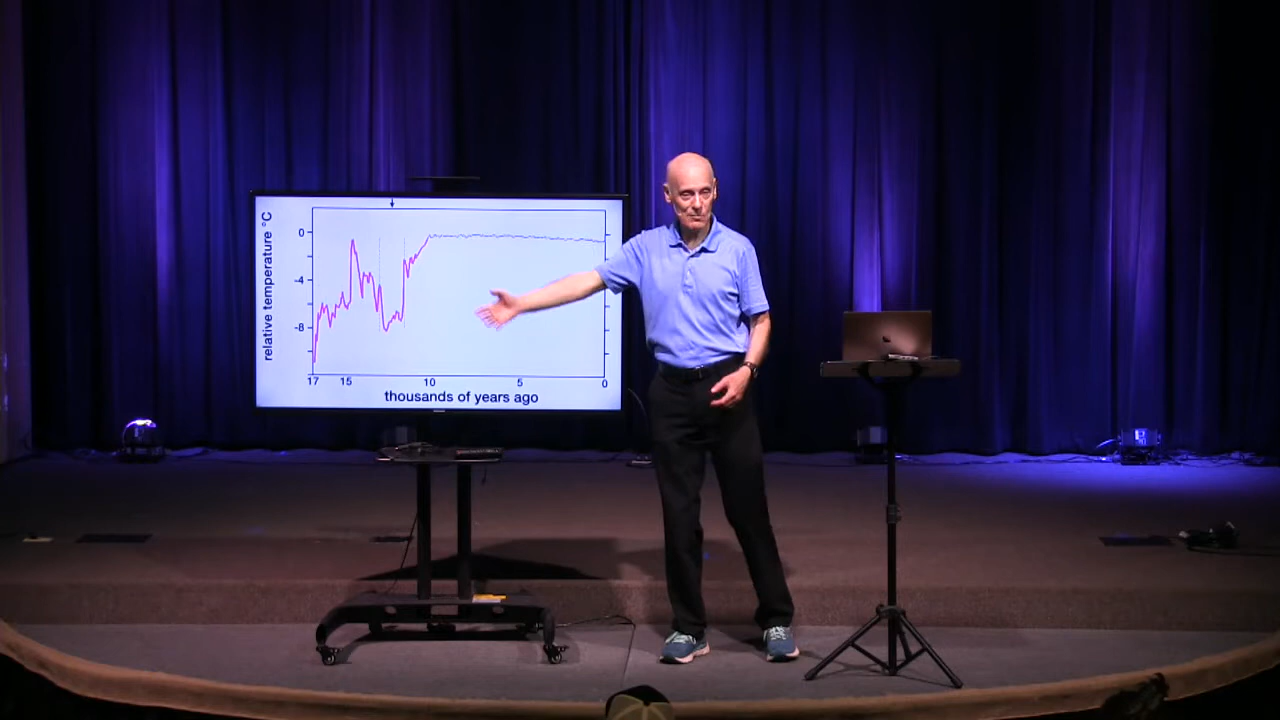 relative temperature °C
0
-4
-8
17 15 10 5 0
thousands of years ago